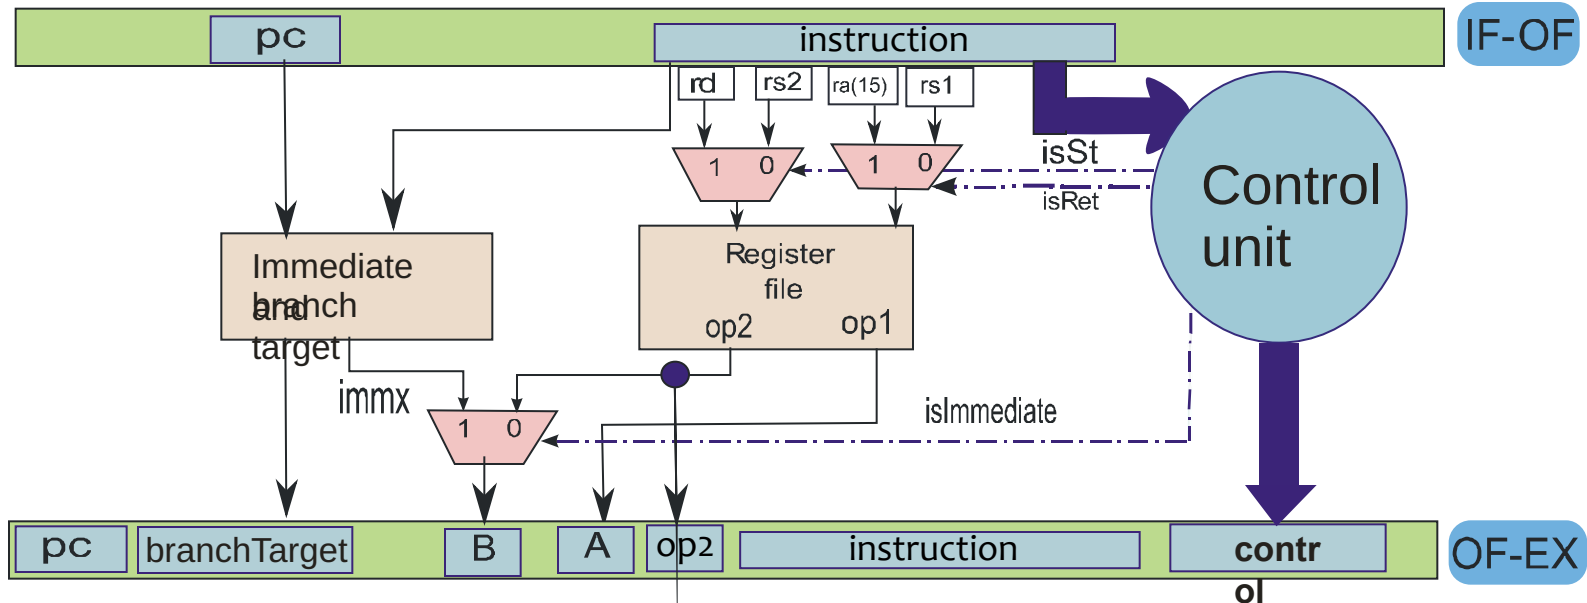 pc
instruction
IF-OF
rd
rs2
ra(15)
rs1
1 0
1 0
isSt
isRet
Control
unit
Immediate
and
branch
target
Register
file
op2
op1
immx
1 0
isImmediate
pc
branchTarget
B
A
op2
instruction
contr
ol
OF-EX